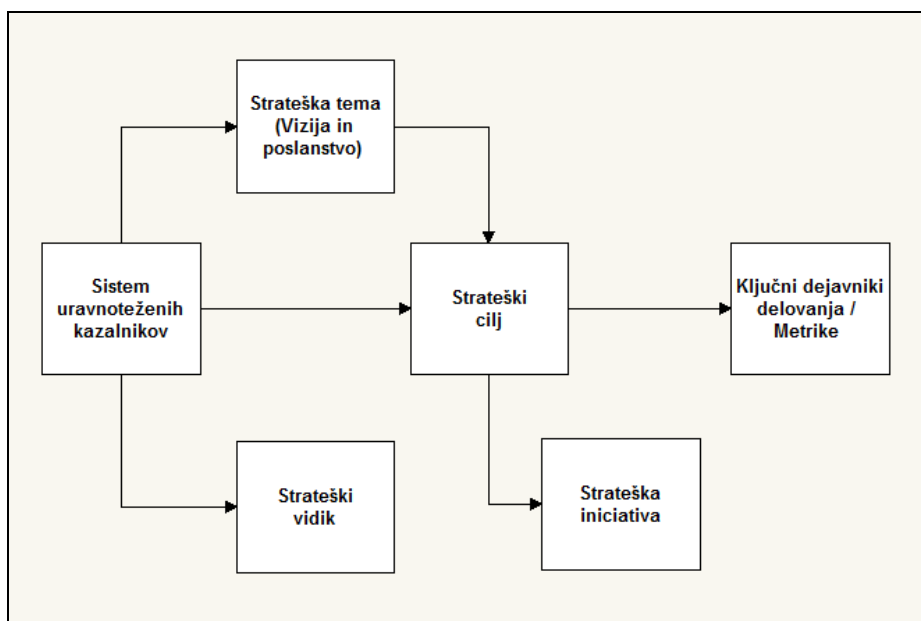 Strateška tema
(Vizija in
poslanstvo)
Sistem
uravnoteženih
kazalnikov
Strateški
cilj
Ključni dejavniki
delovanja /
Metrike
Strateški
vidik
Strateška
iniciativa